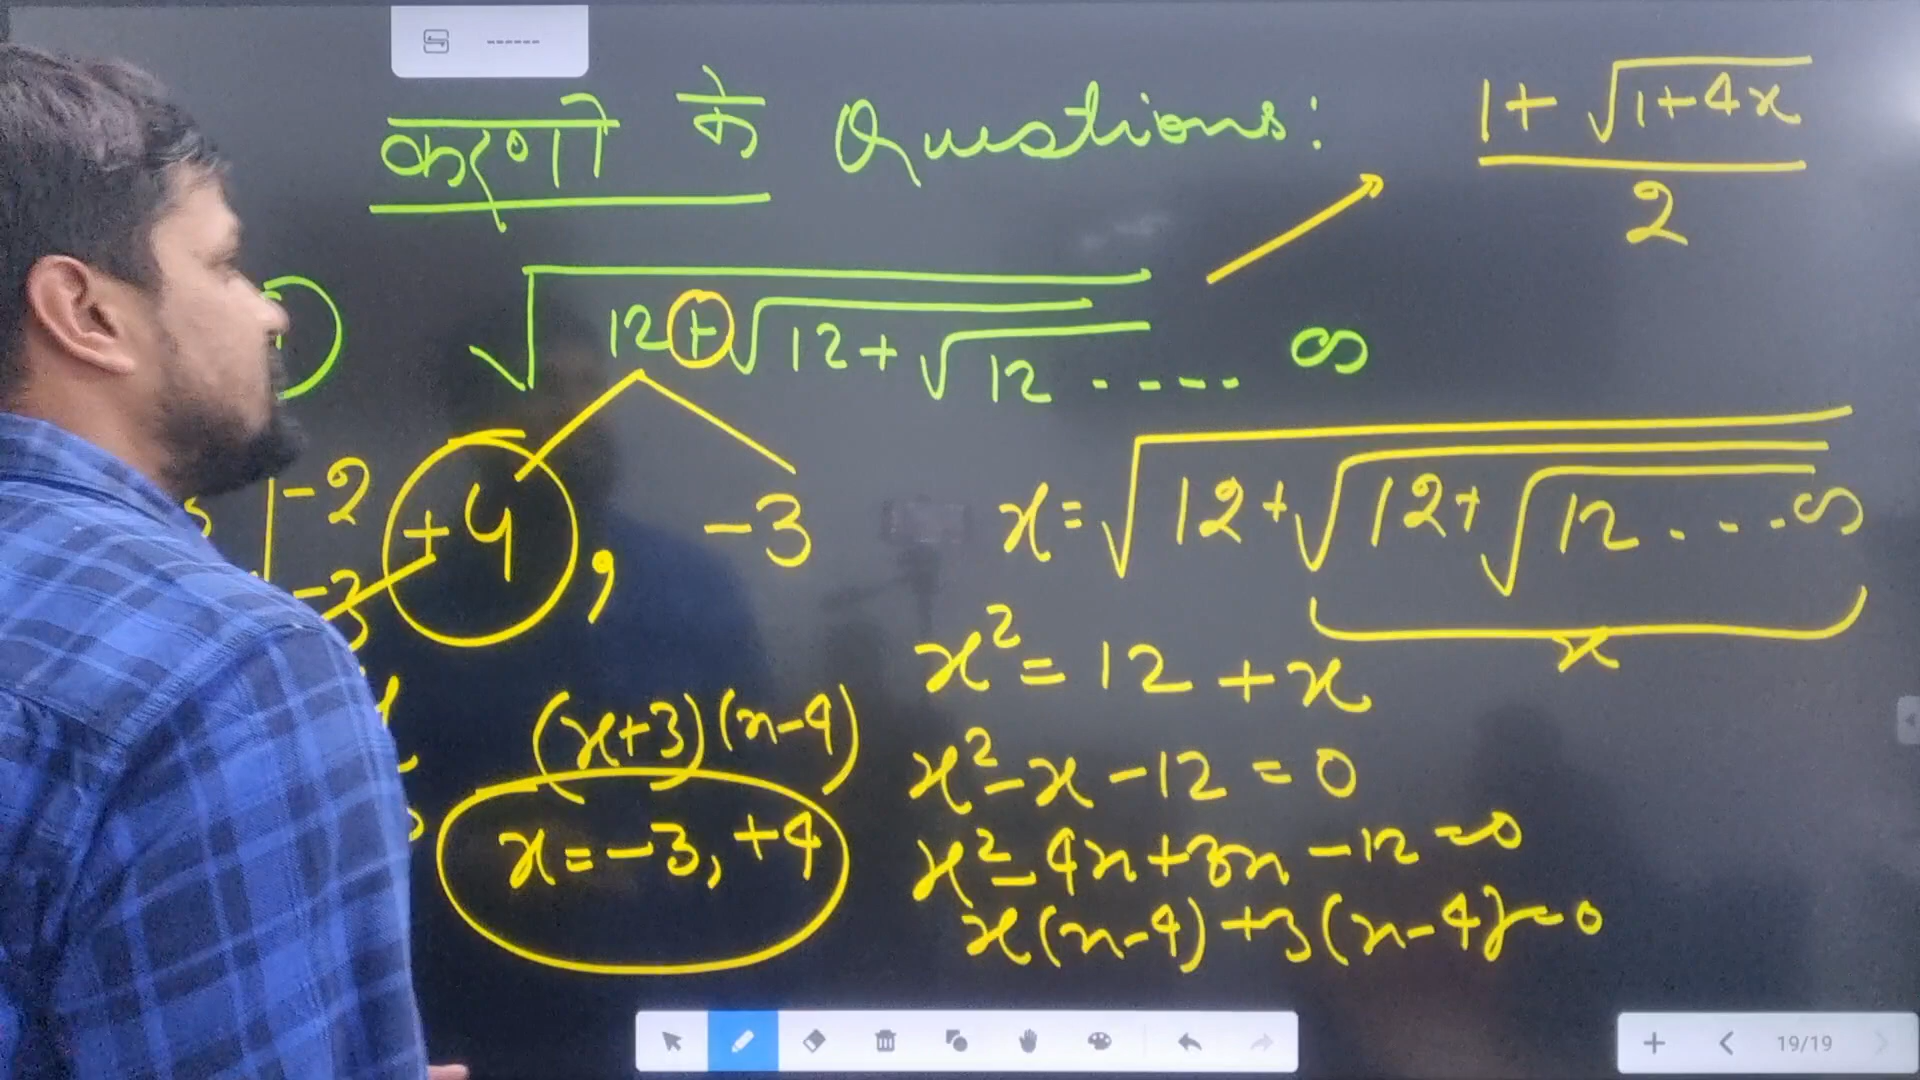 करणी के Questions:
1+√(1+4x) / 2
√(12+√(12+√(12 ---- ∞
-2
+4, -3
-3
x=√(12+√(12+√(12....∞
x
x²=12+x
(x+3)(x-4)
x²-x-12=0
x=-3,+4
x²-4x+3x-12=0
x(x-4)+3(x-4)=0
19/19